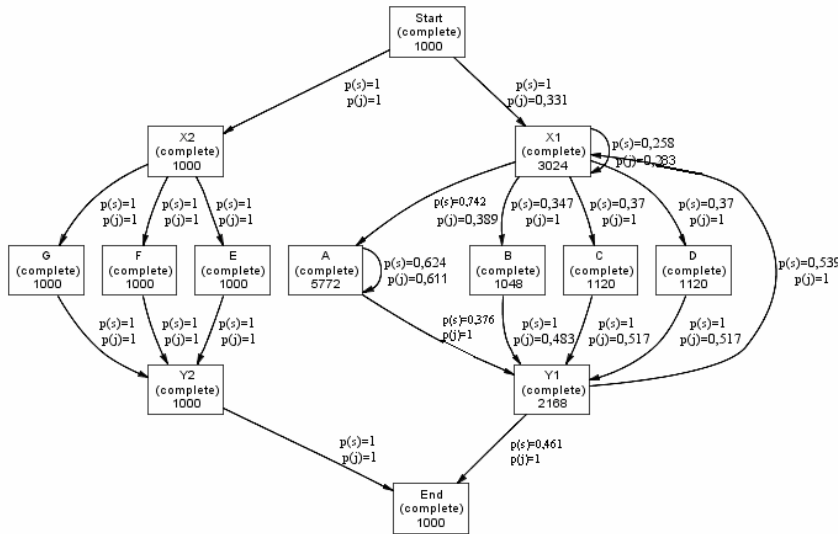 Start
(complete)
1000
p(s)=1
p(j)=1
p(s)=1
p(j)=0,331
X2
(complete)
1000
X1
(complete)
3024
p(s)=0,258
p(j)=0,283
p(s)=1
p(j)=1
p(s)=1
p(j)=1
p(s)=1
p(j)=1
p(s)=0,742
p(j)=0,389
p(s)=0,347
p(j)=1
p(s)=0,37
p(j)=1
p(s)=0,37
p(j)=1
G
(complete)
1000
F
(complete)
1000
E
(complete)
1000
A
(complete)
5772
p(s)=0,624
p(j)=0,611
B
(complete)
1048
C
(complete)
1120
D
(complete)
1120
p(s)=0,539
p(j)=1
p(s)=1
p(j)=1
p(s)=1
p(j)=1
p(s)=1
p(j)=1
p(s)=0,376
p(j)=1
p(s)=1
p(j)=0,483
p(s)=1
p(j)=0,517
p(s)=1
p(j)=0,517
Y2
(complete)
1000
Y1
(complete)
2168
p(s)=1
p(j)=1
p(s)=0,461
p(j)=1
End
(complete)
1000